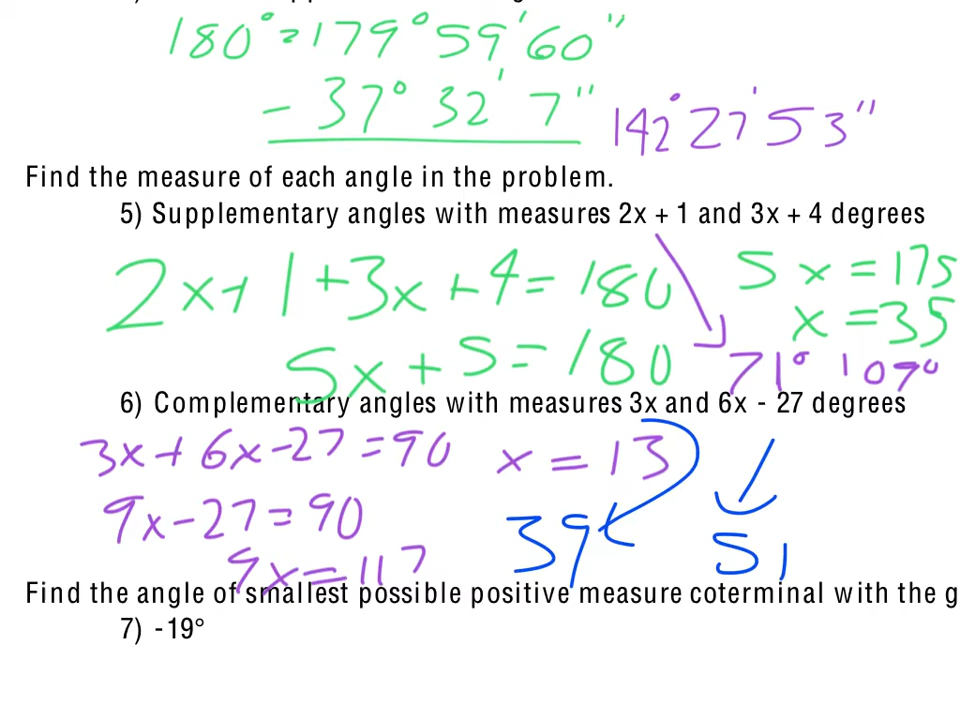 180° = 179° 59' 60"
- 37° 32' 7" 142° 27' 53"
Find the measure of each angle in the problem.
5) Supplementary angles with measures 2x + 1 and 3x + 4 degrees
2x+1+3x+4=180 5x=175
x=35
5x+5=180 71° 109°
6) Complementary angles with measures 3x and 6x - 27 degrees
3x+6x-27=90 x=13
9x-27=90 39 51
9x=117
Find the angle of smallest possible positive measure coterminal with the g
7) -19°